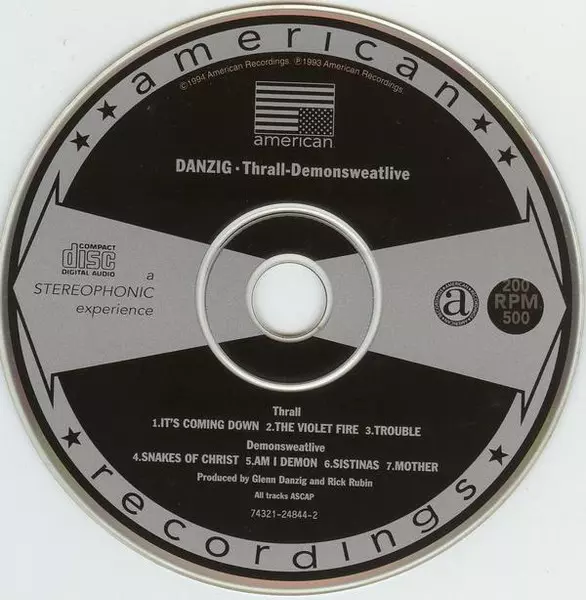 american
©1994 American Recordings. ℗1993 American Recordings.
american
DANZIG · Thrall-Demonsweatlive
COMPACT
disc
DIGITAL AUDIO
a
STEREOPHONIC
experience
a
200
RPM
500
Thrall
1.IT'S COMING DOWN 2.THE VIOLET FIRE 3.TROUBLE
Demonsweatlive
4.SNAKES OF CHRIST 5.AM I DEMON 6.SISTINAS 7.MOTHER
Produced by Glenn Danzig and Rick Rubin
All tracks ASCAP
74321-24844-2
recordings